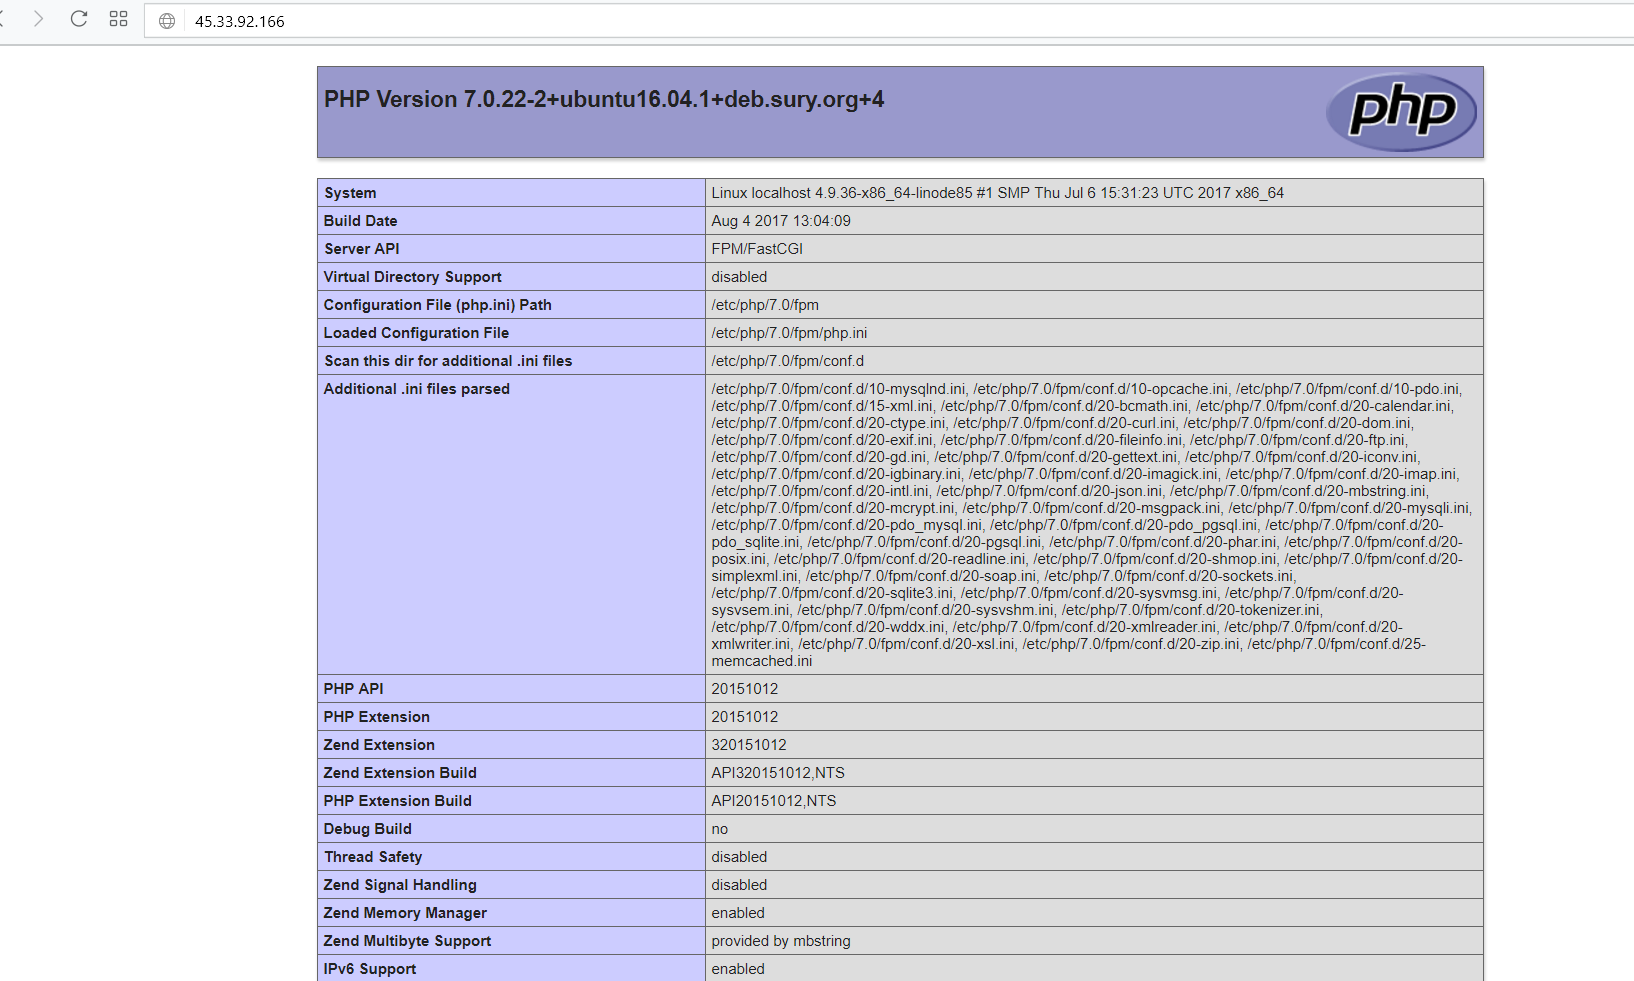 45.33.92.166
PHP Version 7.0.22-2+ubuntu16.04.1+deb.sury.org+4
php
System Linux localhost 4.9.36-x86_64-linode85 #1 SMP Thu Jul 6 15:31:23 UTC 2017 x86_64
Build Date Aug 4 2017 13:04:09
Server API FPM/FastCGI
Virtual Directory Support disabled
Configuration File (php.ini) Path /etc/php/7.0/fpm
Loaded Configuration File /etc/php/7.0/fpm/php.ini
Scan this dir for additional .ini files /etc/php/7.0/fpm/conf.d
Additional .ini files parsed /etc/php/7.0/fpm/conf.d/10-mysqlnd.ini, /etc/php/7.0/fpm/conf.d/10-opcache.ini, /etc/php/7.0/fpm/conf.d/10-pdo.ini,
/etc/php/7.0/fpm/conf.d/15-xml.ini, /etc/php/7.0/fpm/conf.d/20-bcmath.ini, /etc/php/7.0/fpm/conf.d/20-calendar.ini,
/etc/php/7.0/fpm/conf.d/20-ctype.ini, /etc/php/7.0/fpm/conf.d/20-curl.ini, /etc/php/7.0/fpm/conf.d/20-dom.ini,
/etc/php/7.0/fpm/conf.d/20-exif.ini, /etc/php/7.0/fpm/conf.d/20-fileinfo.ini, /etc/php/7.0/fpm/conf.d/20-ftp.ini,
/etc/php/7.0/fpm/conf.d/20-gd.ini, /etc/php/7.0/fpm/conf.d/20-gettext.ini, /etc/php/7.0/fpm/conf.d/20-iconv.ini,
/etc/php/7.0/fpm/conf.d/20-igbinary.ini, /etc/php/7.0/fpm/conf.d/20-imagick.ini, /etc/php/7.0/fpm/conf.d/20-imap.ini,
/etc/php/7.0/fpm/conf.d/20-intl.ini, /etc/php/7.0/fpm/conf.d/20-json.ini, /etc/php/7.0/fpm/conf.d/20-mbstring.ini,
/etc/php/7.0/fpm/conf.d/20-mcrypt.ini, /etc/php/7.0/fpm/conf.d/20-msgpack.ini, /etc/php/7.0/fpm/conf.d/20-mysqli.ini,
/etc/php/7.0/fpm/conf.d/20-pdo_mysql.ini, /etc/php/7.0/fpm/conf.d/20-pdo_pgsql.ini, /etc/php/7.0/fpm/conf.d/20-
pdo_sqlite.ini, /etc/php/7.0/fpm/conf.d/20-pgsql.ini, /etc/php/7.0/fpm/conf.d/20-phar.ini, /etc/php/7.0/fpm/conf.d/20-
posix.ini, /etc/php/7.0/fpm/conf.d/20-readline.ini, /etc/php/7.0/fpm/conf.d/20-shmop.ini, /etc/php/7.0/fpm/conf.d/20-
simplexml.ini, /etc/php/7.0/fpm/conf.d/20-soap.ini, /etc/php/7.0/fpm/conf.d/20-sockets.ini,
/etc/php/7.0/fpm/conf.d/20-sqlite3.ini, /etc/php/7.0/fpm/conf.d/20-sysvmsg.ini, /etc/php/7.0/fpm/conf.d/20-
sysvsem.ini, /etc/php/7.0/fpm/conf.d/20-sysvshm.ini, /etc/php/7.0/fpm/conf.d/20-tokenizer.ini,
/etc/php/7.0/fpm/conf.d/20-wddx.ini, /etc/php/7.0/fpm/conf.d/20-xmlreader.ini, /etc/php/7.0/fpm/conf.d/20-
xmlwriter.ini, /etc/php/7.0/fpm/conf.d/20-xsl.ini, /etc/php/7.0/fpm/conf.d/20-zip.ini, /etc/php/7.0/fpm/conf.d/25-
memcached.ini
PHP API 20151012
PHP Extension 20151012
Zend Extension 320151012
Zend Extension Build API320151012,NTS
PHP Extension Build API20151012,NTS
Debug Build no
Thread Safety disabled
Zend Signal Handling disabled
Zend Memory Manager enabled
Zend Multibyte Support provided by mbstring
IPv6 Support enabled